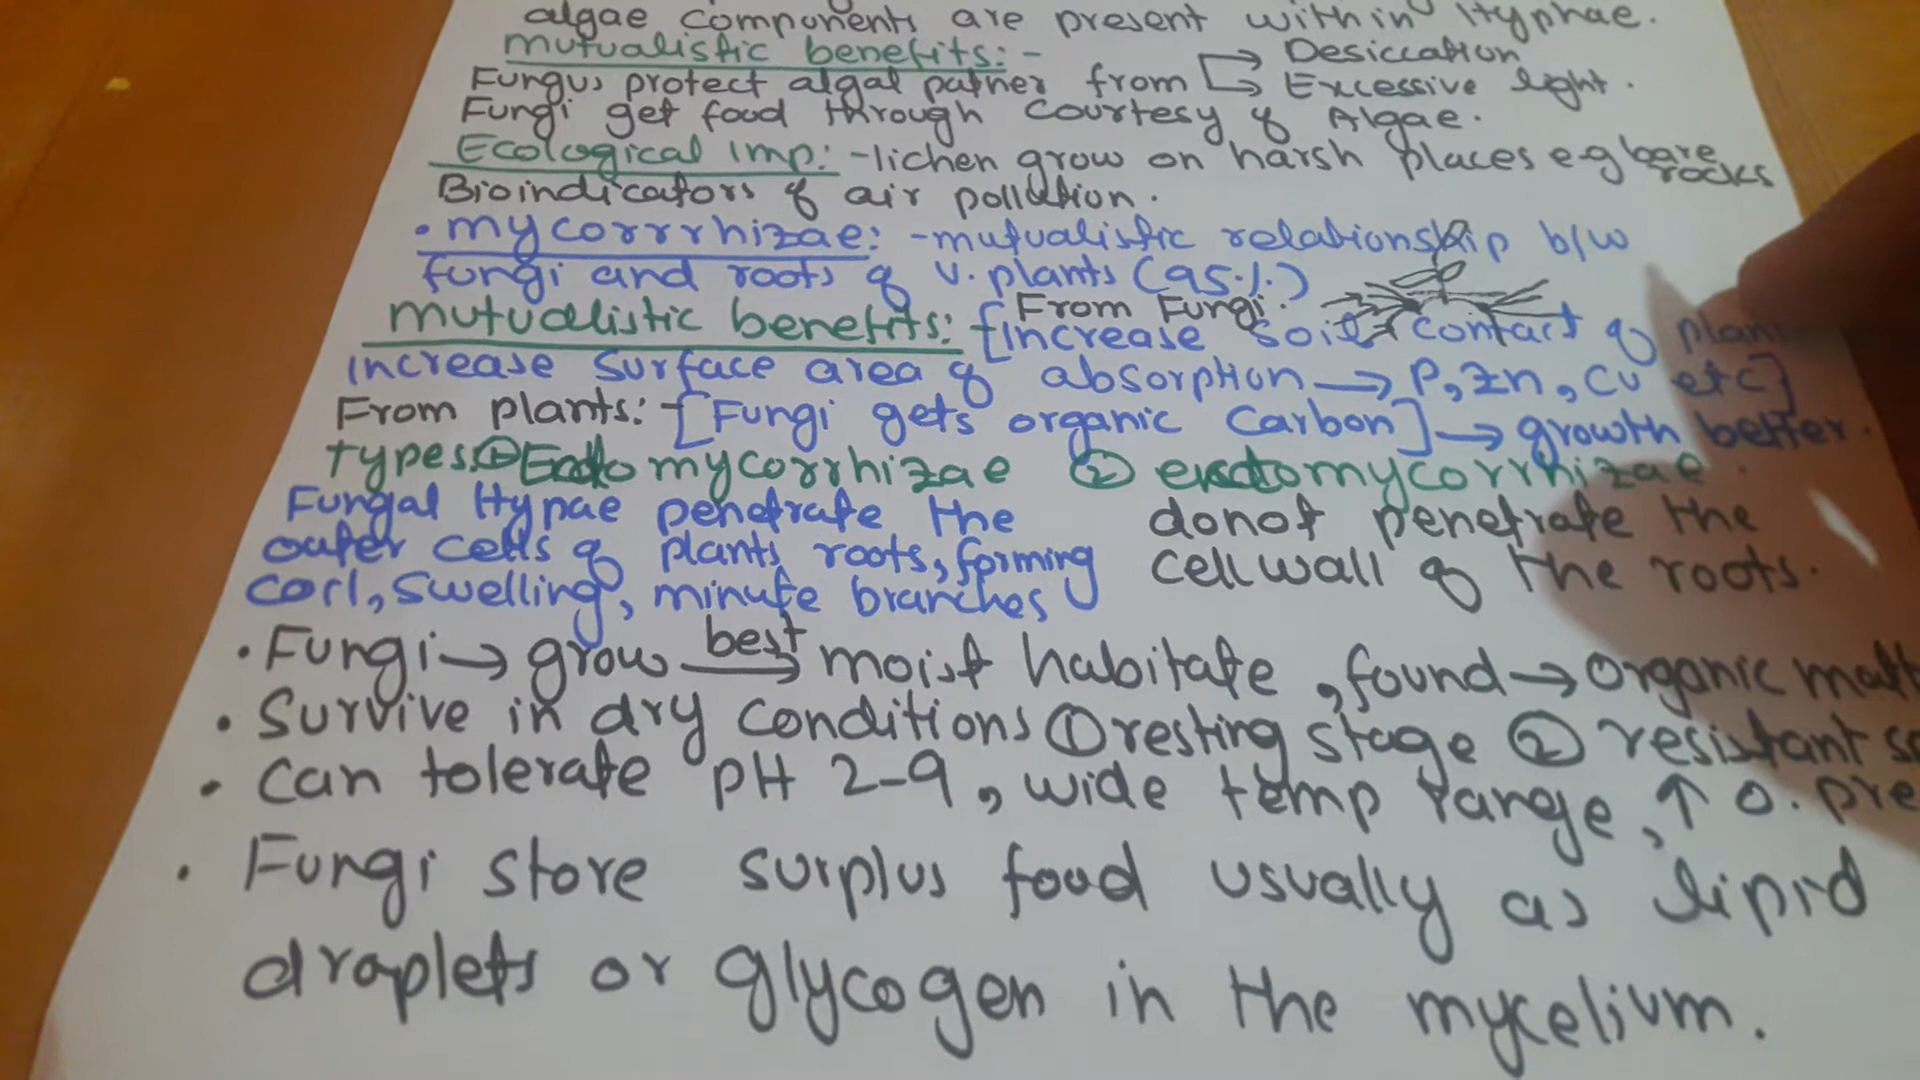 algae components are present within Hyphae.
mutualistic benefits:-
→ Desiccation
Fungus protect algal patner from → Excessive light.
Fungi get food through courtesy of Algae.
Ecological Imp: -lichen grow on harsh places e.g bare rocks
Bioindicators of air pollution.
• mycorrrhizae: -mutualistic relationship b/w
fungi and roots of v.plants (95%)
From Fungi.
mutualistic benefits: -[increase soil contact of plan
increase surface area of absorption → P, Zn, Cu etc]
From plants: -[Fungi gets organic Carbon] → growth better.
types: ① Endo mycorrhizae ② ectomycorrhizae.
Fungal Hypae penetrate the donot penetrate the
outer cells of plants roots, forming cell wall of the roots.
corl, swelling, minute branches
• Fungi → grow best → moist habitate, found → organic matt
• Survive in dry conditions ① resting stage ② resistant
• Can tolerate pH 2-9, wide temp range, ↑ o. pre
• Fungi store surplus food usually as lipid
droplets or glycogen in the mycelium.